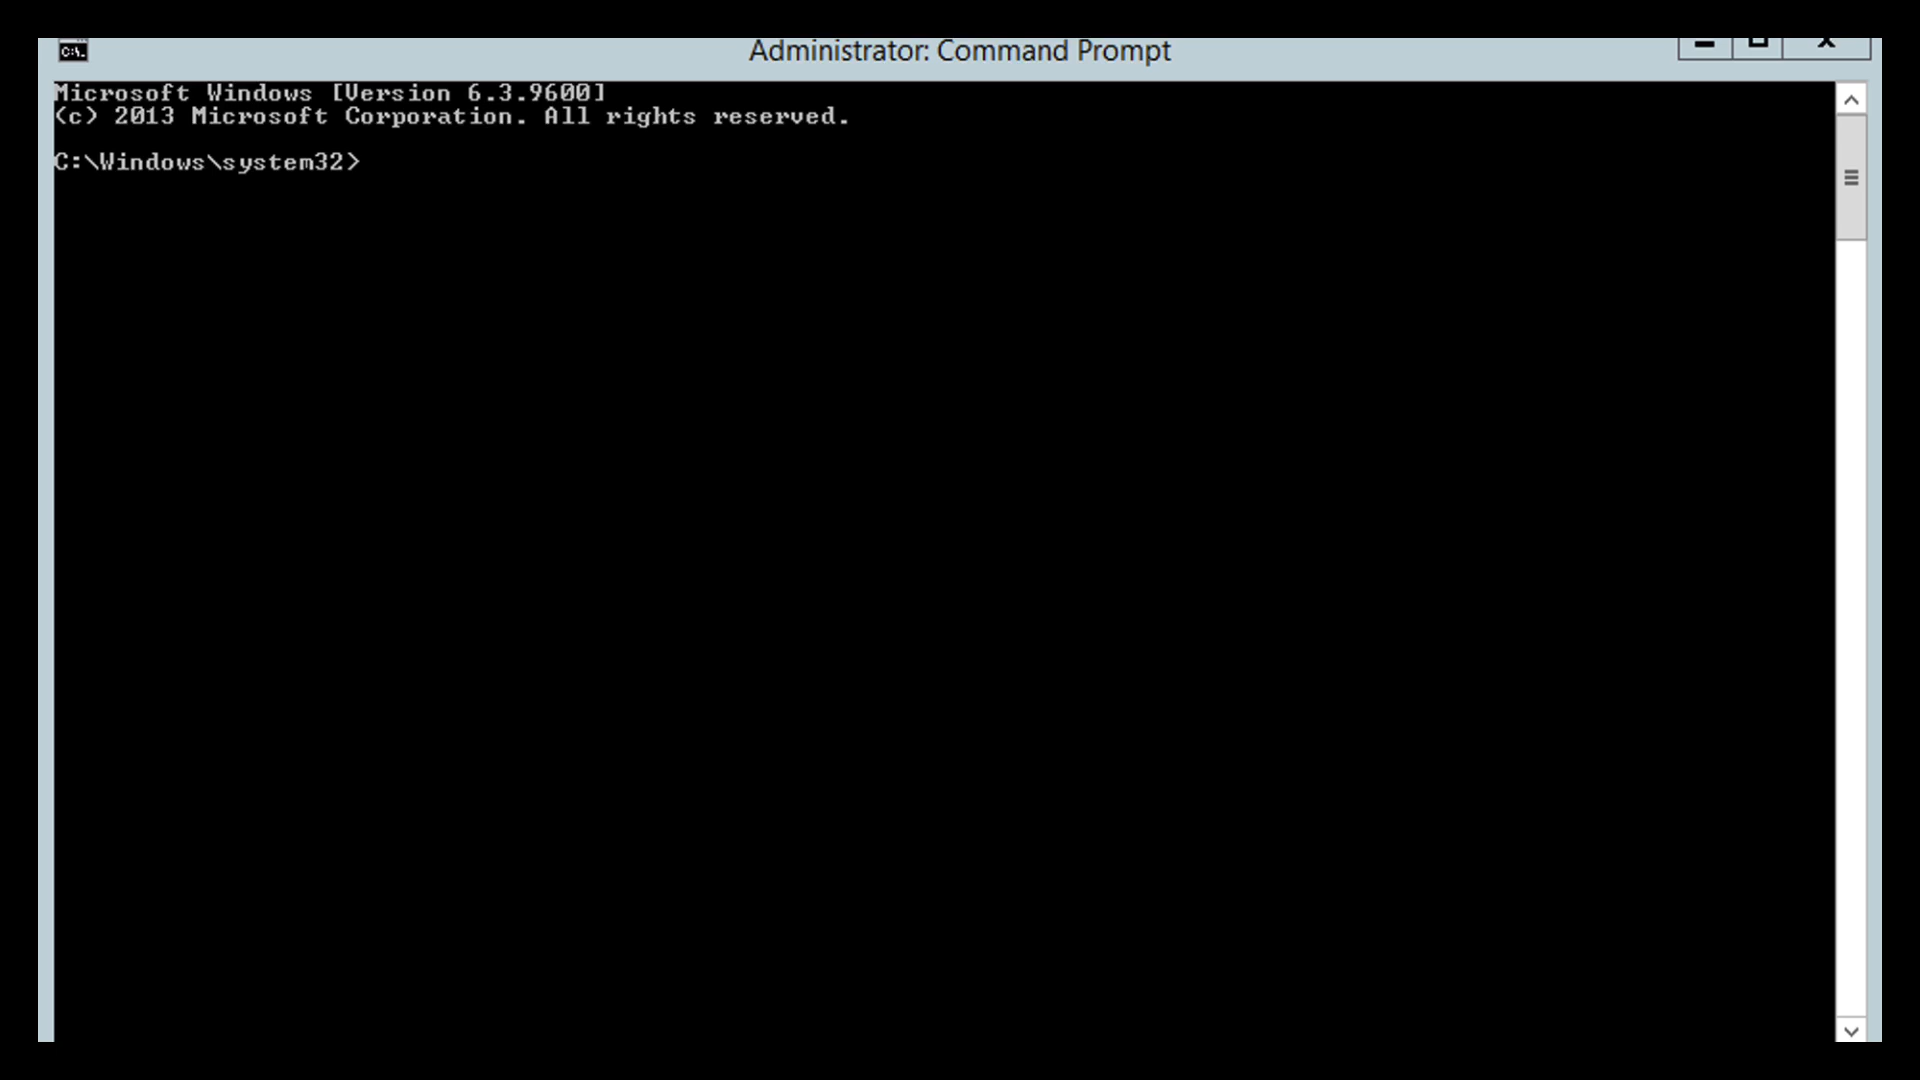 Administrator: Command Prompt
Microsoft Windows [Version 6.3.9600]
(c) 2013 Microsoft Corporation. All rights reserved.
C:\Windows\system32>